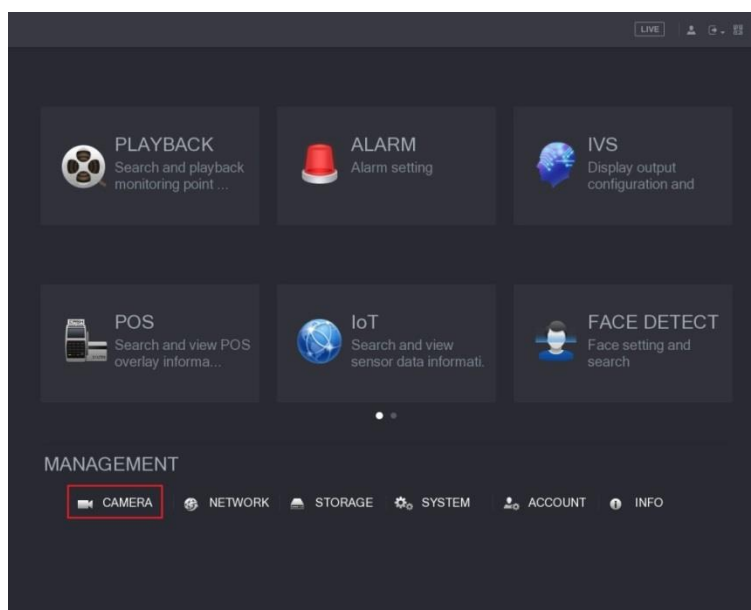 LIVE
PLAYBACK
Search and playback
monitoring point ...
ALARM
Alarm setting
IVS
Display output
configuration and
POS
Search and view POS
overlay informa...
IoT
Search and view
sensor data informati.
FACE DETECT
Face setting and
search
MANAGEMENT
CAMERA
NETWORK
STORAGE
SYSTEM
ACCOUNT
INFO